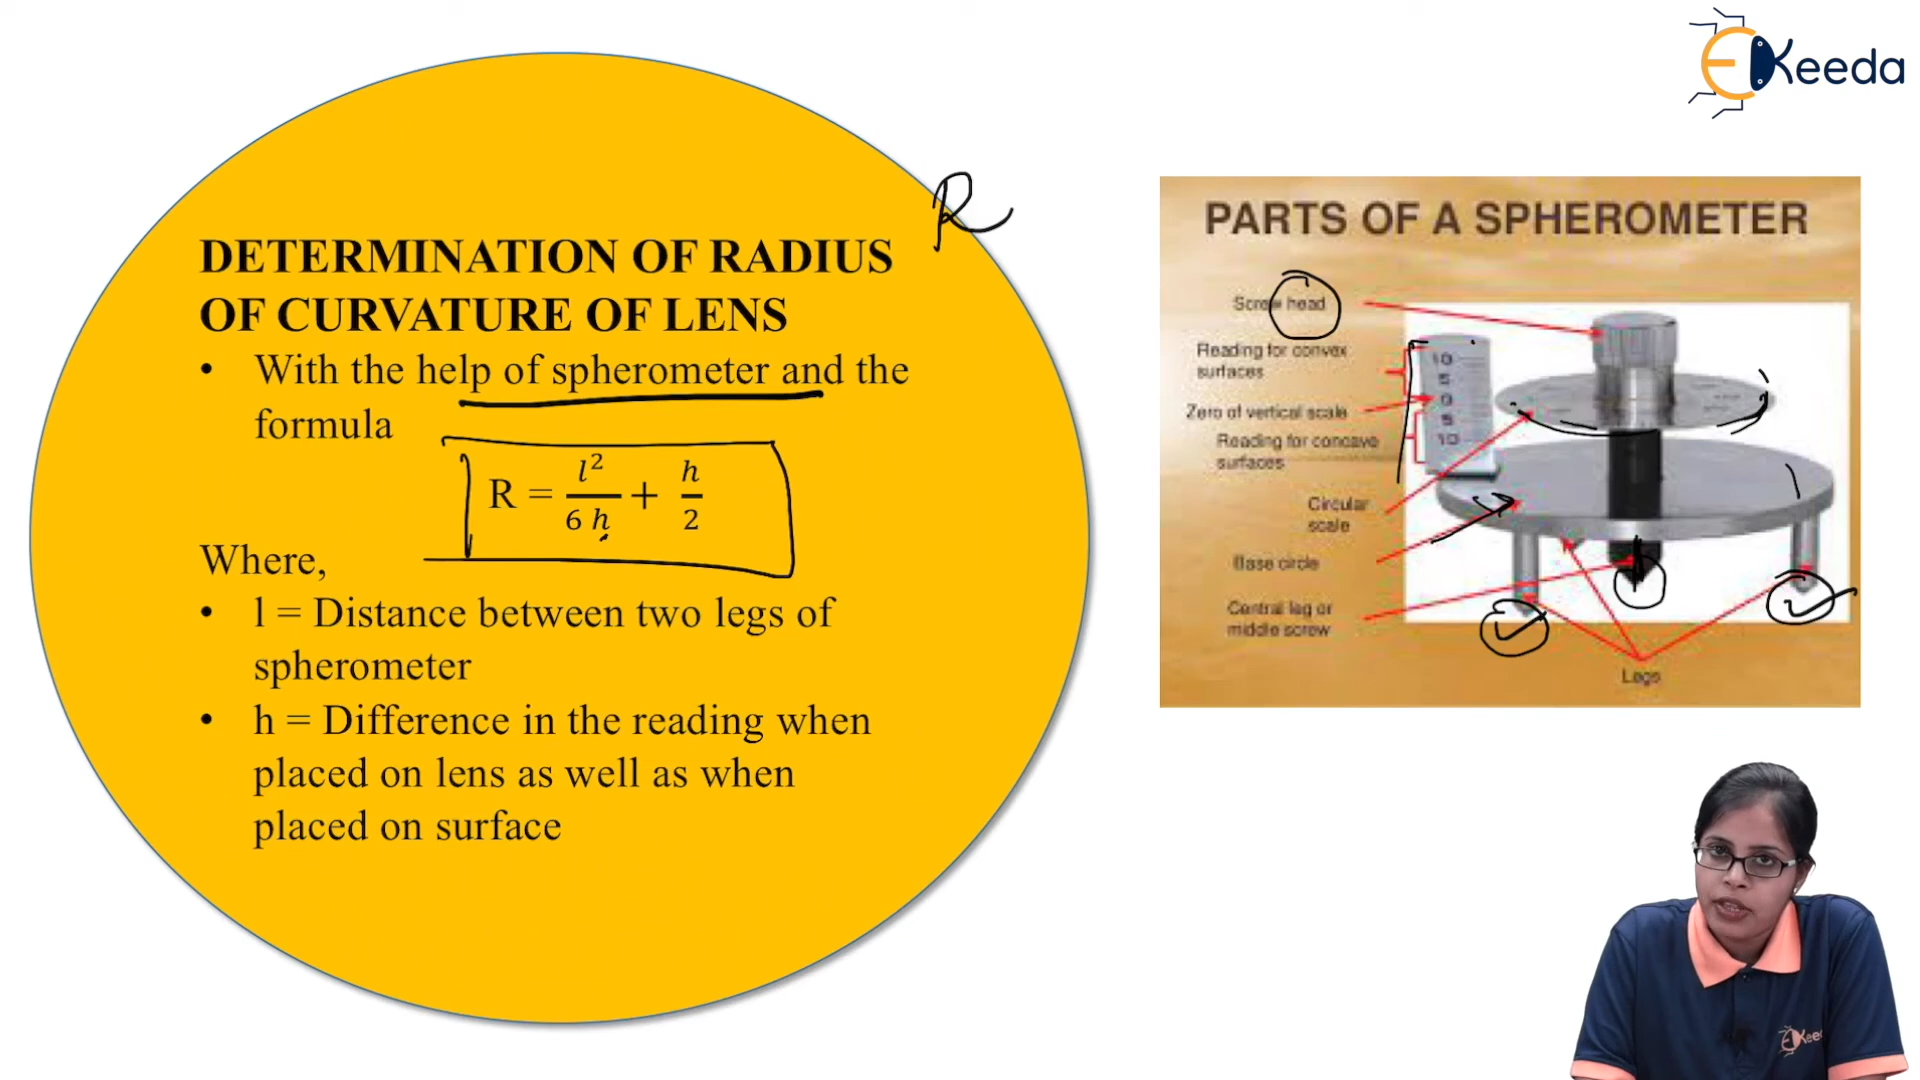 EKeeda
R
DETERMINATION OF RADIUS
OF CURVATURE OF LENS
• With the help of spherometer and the
formula
R = l²/6 h + h/2
Where,
• l = Distance between two legs of
spherometer
• h = Difference in the reading when
placed on lens as well as when
placed on surface
PARTS OF A SPHEROMETER
Screw head
Reading for convex
surfaces
Zero of vertical scale
Reading for concave
surfaces
Circular
scale
Base circle
Central leg or
middle screw
Legs
10
5
0
5
10